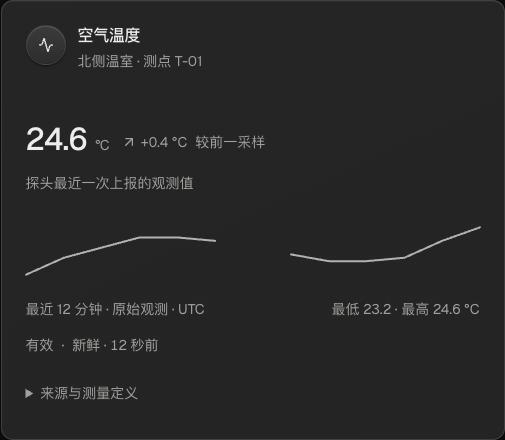 空气温度
北侧温室 · 测点 T-01
24.6 °C ↗ +0.4 °C 较前一采样
探头最近一次上报的观测值
最近 12 分钟 · 原始观测 · UTC 最低 23.2 · 最高 24.6 °C
有效 · 新鲜 · 12 秒前
▶ 来源与测量定义